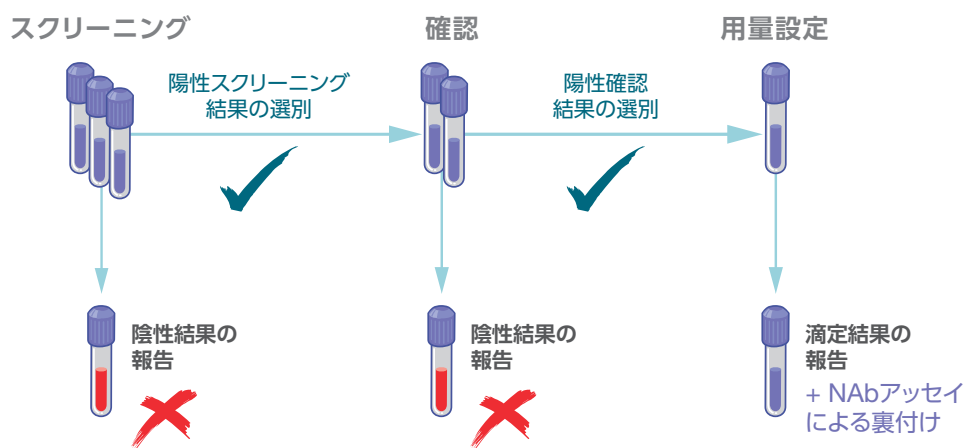 スクリーニング
確認
用量設定
陽性スクリーニング
結果の選別
陽性確認
結果の選別
陰性結果の
報告
陰性結果の
報告
滴定結果の
報告
+ NAbアッセイ
による裏付け